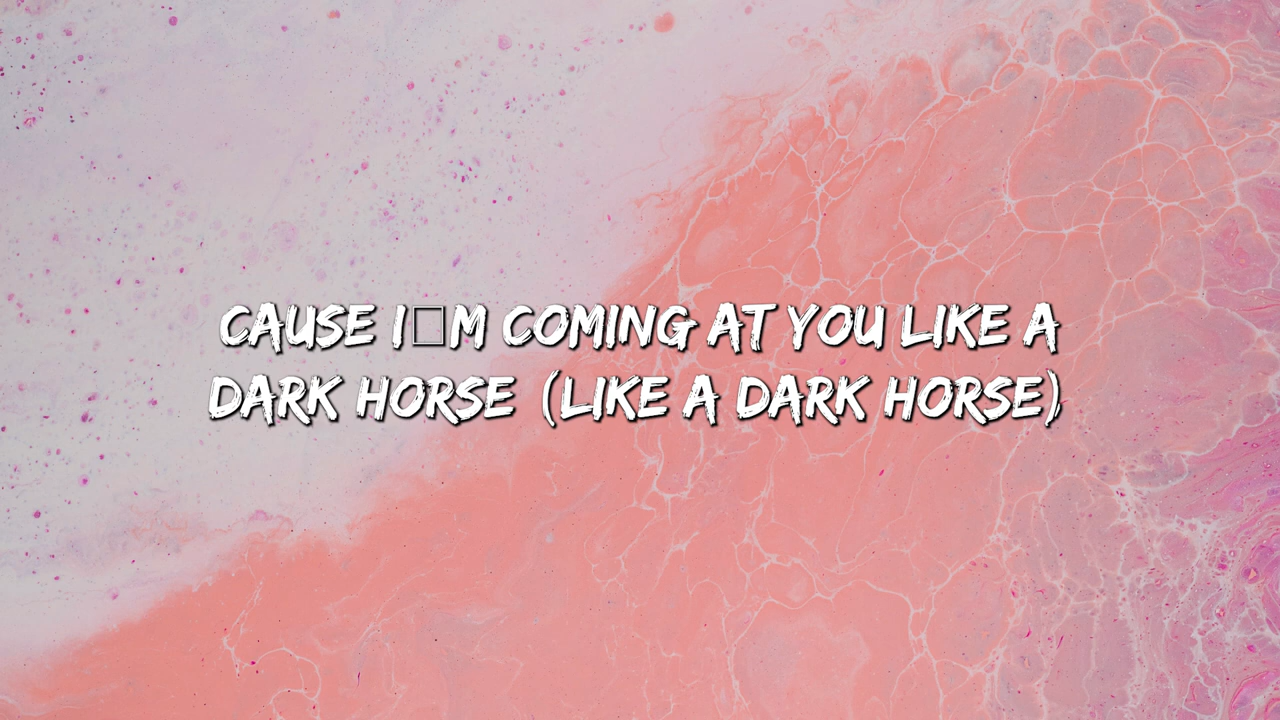 CAUSE I□M COMING AT YOU LIKE A
DARK HORSE (LIKE A DARK HORSE)